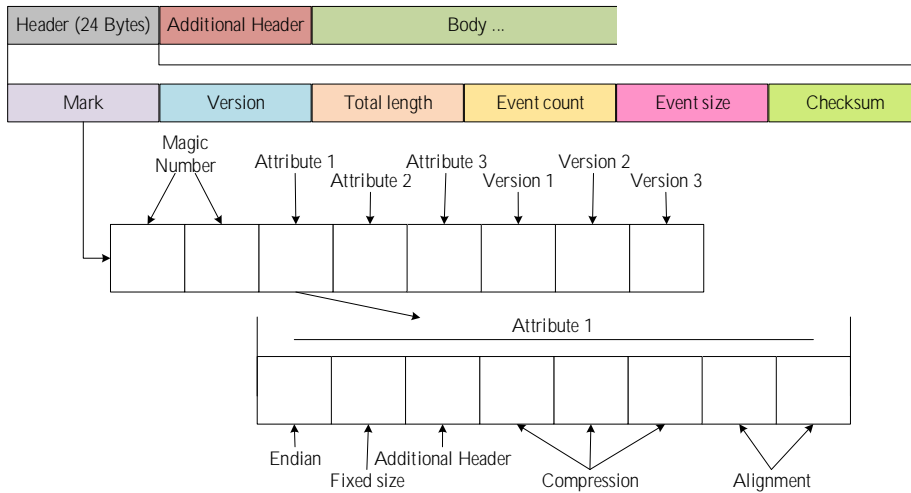 Header (24 Bytes) Additional Header Body ...
Mark Version Total length Event count Event size Checksum
Magic
Number
Attribute 1 Attribute 3 Version 2
Attribute 2 Version 1 Version 3
Attribute 1
Endian Additional Header
Fixed size Compression Alignment